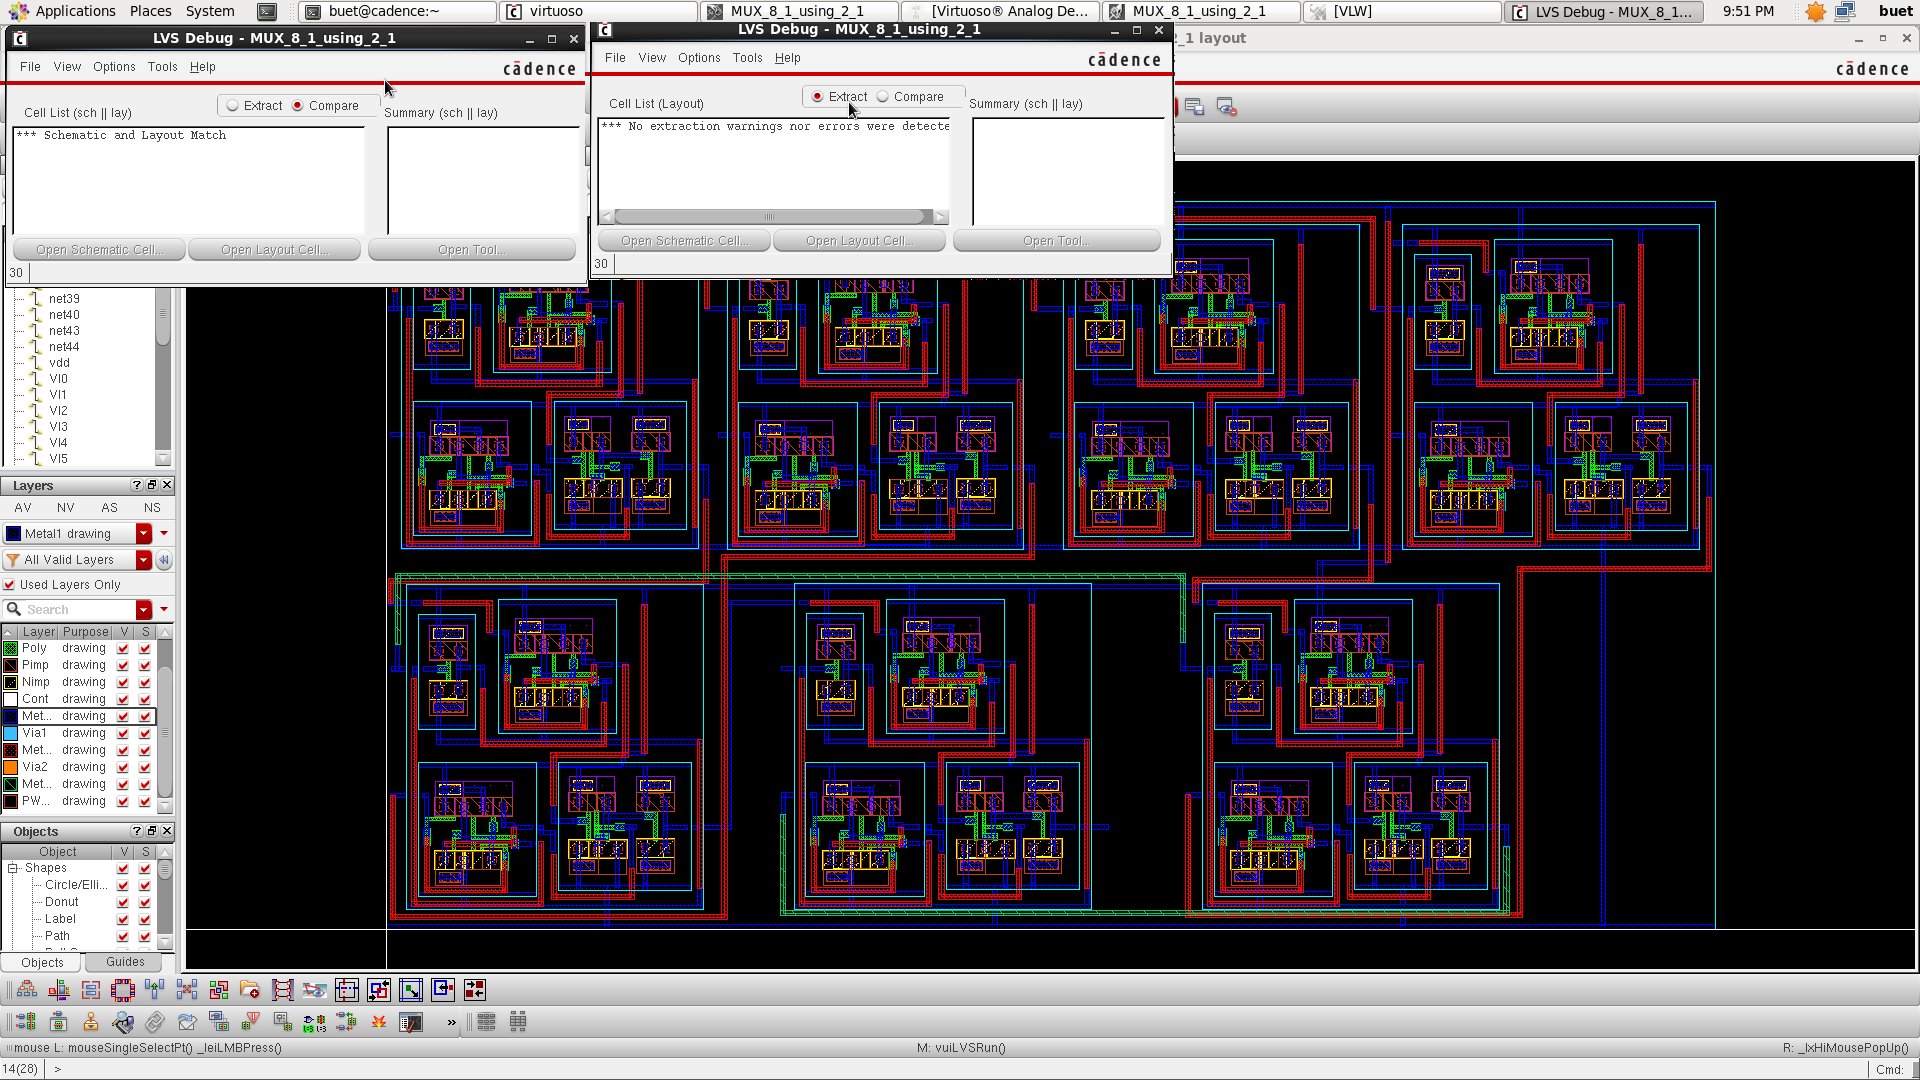 Applications Places System buet@cadence:~ virtuoso MUX_8_1_using_2_1 [Virtuoso® Analog De... MUX_8_1_using_2_1 [VLW] LVS Debug - MUX_8_1... 9:51 PM buet
LVS Debug - MUX_8_1_using_2_1
File View Options Tools Help cādence
Extract Compare
Cell List (sch || lay) Summary (sch || lay)
*** Schematic and Layout Match
Open Schematic Cell... Open Layout Cell... Open Tool...
30
LVS Debug - MUX_8_1_using_2_1
File View Options Tools Help cādence
Extract Compare
Cell List (Layout) Summary (sch || lay)
*** No extraction warnings nor errors were detecte
Open Schematic Cell... Open Layout Cell... Open Tool...
30
2_1 layout
cādence
net39
net40
net43
net44
vdd
VI0
VI1
VI2
VI3
VI4
VI5
Layers
AV NV AS NS
Metal1 drawing
All Valid Layers
Used Layers Only
Search
Layer Purpose V S
Poly drawing
Pimp drawing
Nimp drawing
Cont drawing
Met... drawing
Via1 drawing
Met... drawing
Via2 drawing
Met... drawing
PW... drawing
Objects
Object V S
Shapes
Circle/Elli...
Donut
Label
Path
Objects Guides
»
mouse L: mouseSingleSelectPt() _leiLMBPress() M: vuiLVSRun() R: _lxHiMousePopUp()
14(28) > Cmd: